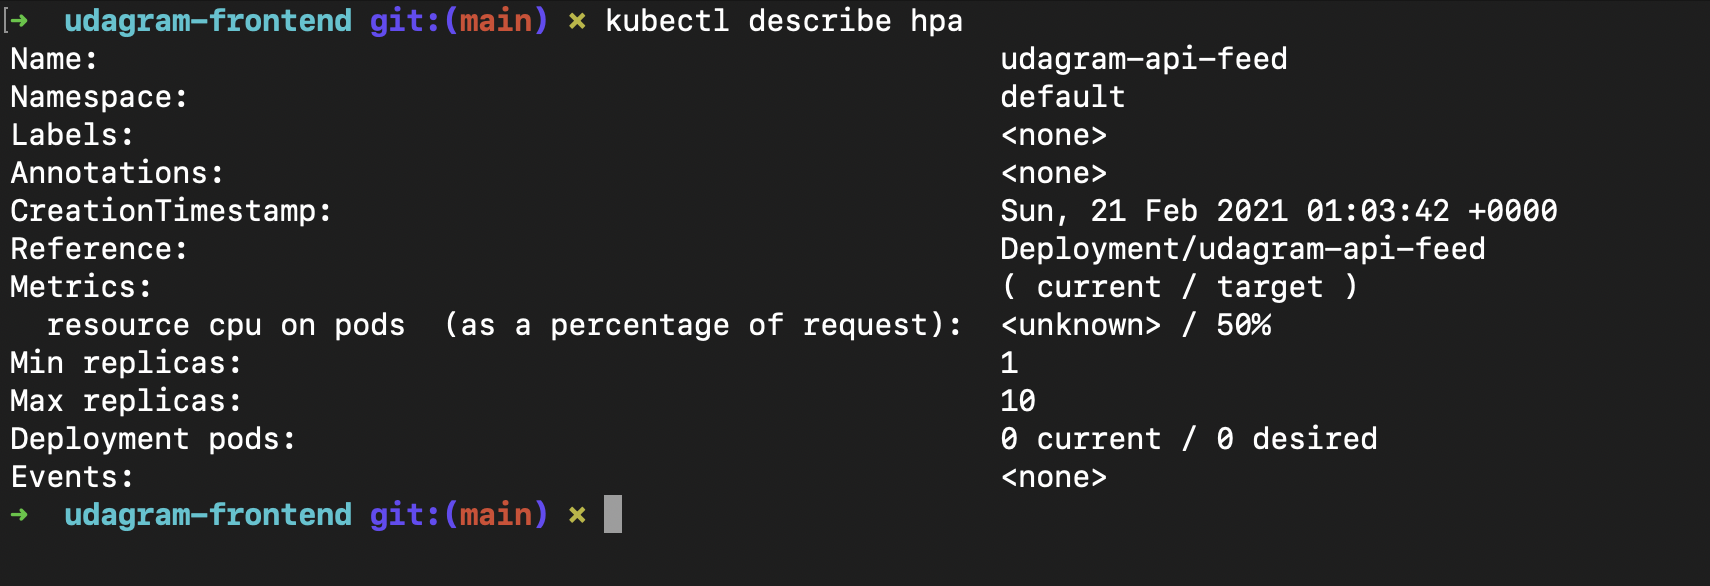 [➜  udagram-frontend git:(main) ✗ kubectl describe hpa
Name:                                                  udagram-api-feed
Namespace:                                             default
Labels:                                                <none>
Annotations:                                           <none>
CreationTimestamp:                                     Sun, 21 Feb 2021 01:03:42 +0000
Reference:                                             Deployment/udagram-api-feed
Metrics:                                               ( current / target )
  resource cpu on pods  (as a percentage of request):  <unknown> / 50%
Min replicas:                                          1
Max replicas:                                          10
Deployment pods:                                       0 current / 0 desired
Events:                                                <none>
➜  udagram-frontend git:(main) ✗